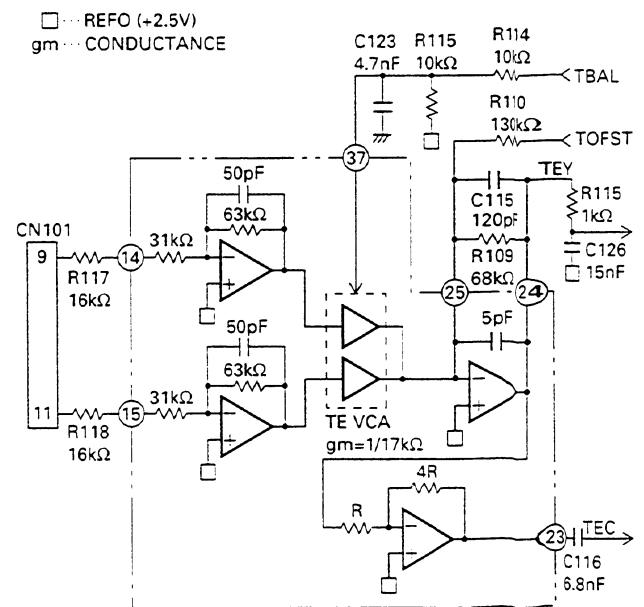 □ ··· REFO (+2.5V)
gm ··· CONDUCTANCE
C123
4.7nF
R115
10kΩ
R114
10kΩ
TBAL
R110
130kΩ
TOFST
37
TEY
50pF
63kΩ
C115
120pF
R115
1kΩ
CN101
9
R117
16kΩ
14
31kΩ
R109
68kΩ
C126
15nF
25
24
50pF
63kΩ
5pF
11
R118
16kΩ
15
31kΩ
TE VCA
gm=1/17kΩ
4R
R
23
TEC
C116
6.8nF